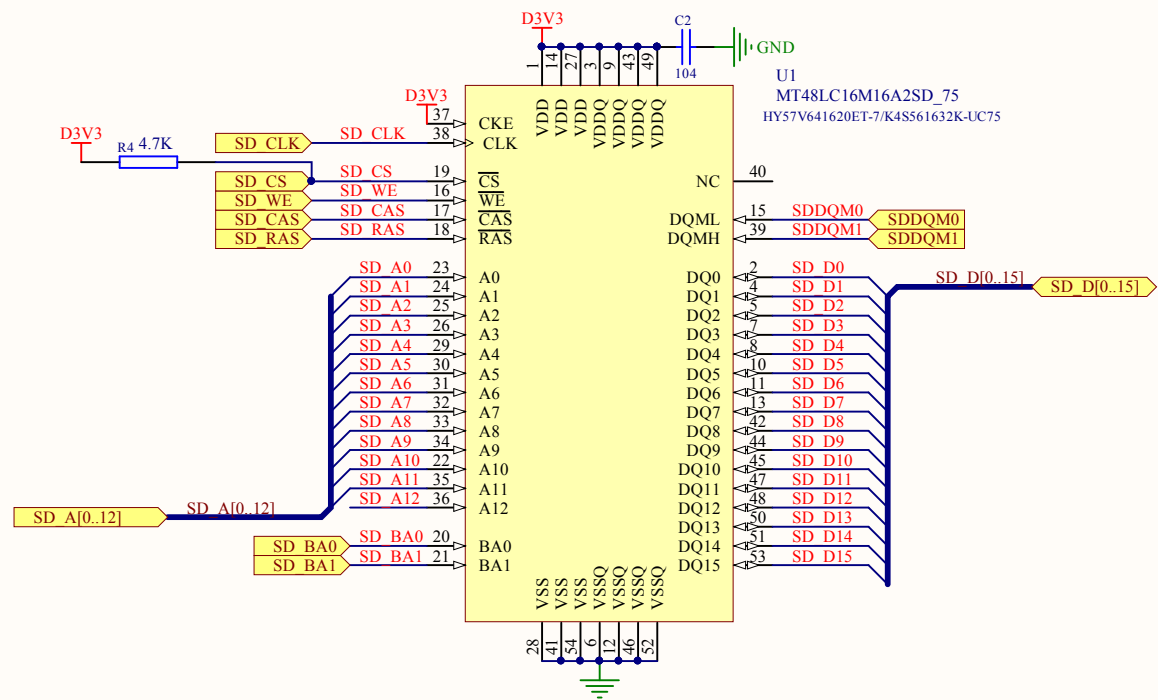 D3V3
C2
GND
104
1
14
27
3
9
43
49
U1
MT48LC16M16A2SD_75
HY57V641620ET-7/K4S561632K-UC75
VDD
VDD
VDD
VDDQ
VDDQ
VDDQ
VDDQ
D3V3
37
CKE
D3V3
R4 4.7K
SD_CLK
SD_CLK
38
CLK
SD_CS
SD_CS
19
CS
SD_WE
SD_WE
16
WE
SD_CAS
SD_CAS
17
CAS
SD_RAS
SD_RAS
18
RAS
NC
40
DQML
15
SDDQM0
SDDQM0
DQMH
39
SDDQM1
SDDQM1
SD_A0 23 A0
SD_A1 24 A1
SD_A2 25 A2
SD_A3 26 A3
SD_A4 29 A4
SD_A5 30 A5
SD_A6 31 A6
SD_A7 32 A7
SD_A8 33 A8
SD_A9 34 A9
SD_A10 22 A10
SD_A11 35 A11
SD_A12 36 A12
SD_A[0..12]
SD_A[0..12]
SD_BA0
SD_BA0 20 BA0
SD_BA1
SD_BA1 21 BA1
DQ0 2 SD_D0
DQ1 4 SD_D1
DQ2 5 SD_D2
DQ3 7 SD_D3
DQ4 8 SD_D4
DQ5 10 SD_D5
DQ6 11 SD_D6
DQ7 13 SD_D7
DQ8 42 SD_D8
DQ9 44 SD_D9
DQ10 45 SD_D10
DQ11 47 SD_D11
DQ12 48 SD_D12
DQ13 50 SD_D13
DQ14 51 SD_D14
DQ15 53 SD_D15
SD_D[0..15]
SD_D[0..15]
VSS
VSS
VSS
VSSQ
VSSQ
VSSQ
VSSQ
28
41
54
6
12
46
52